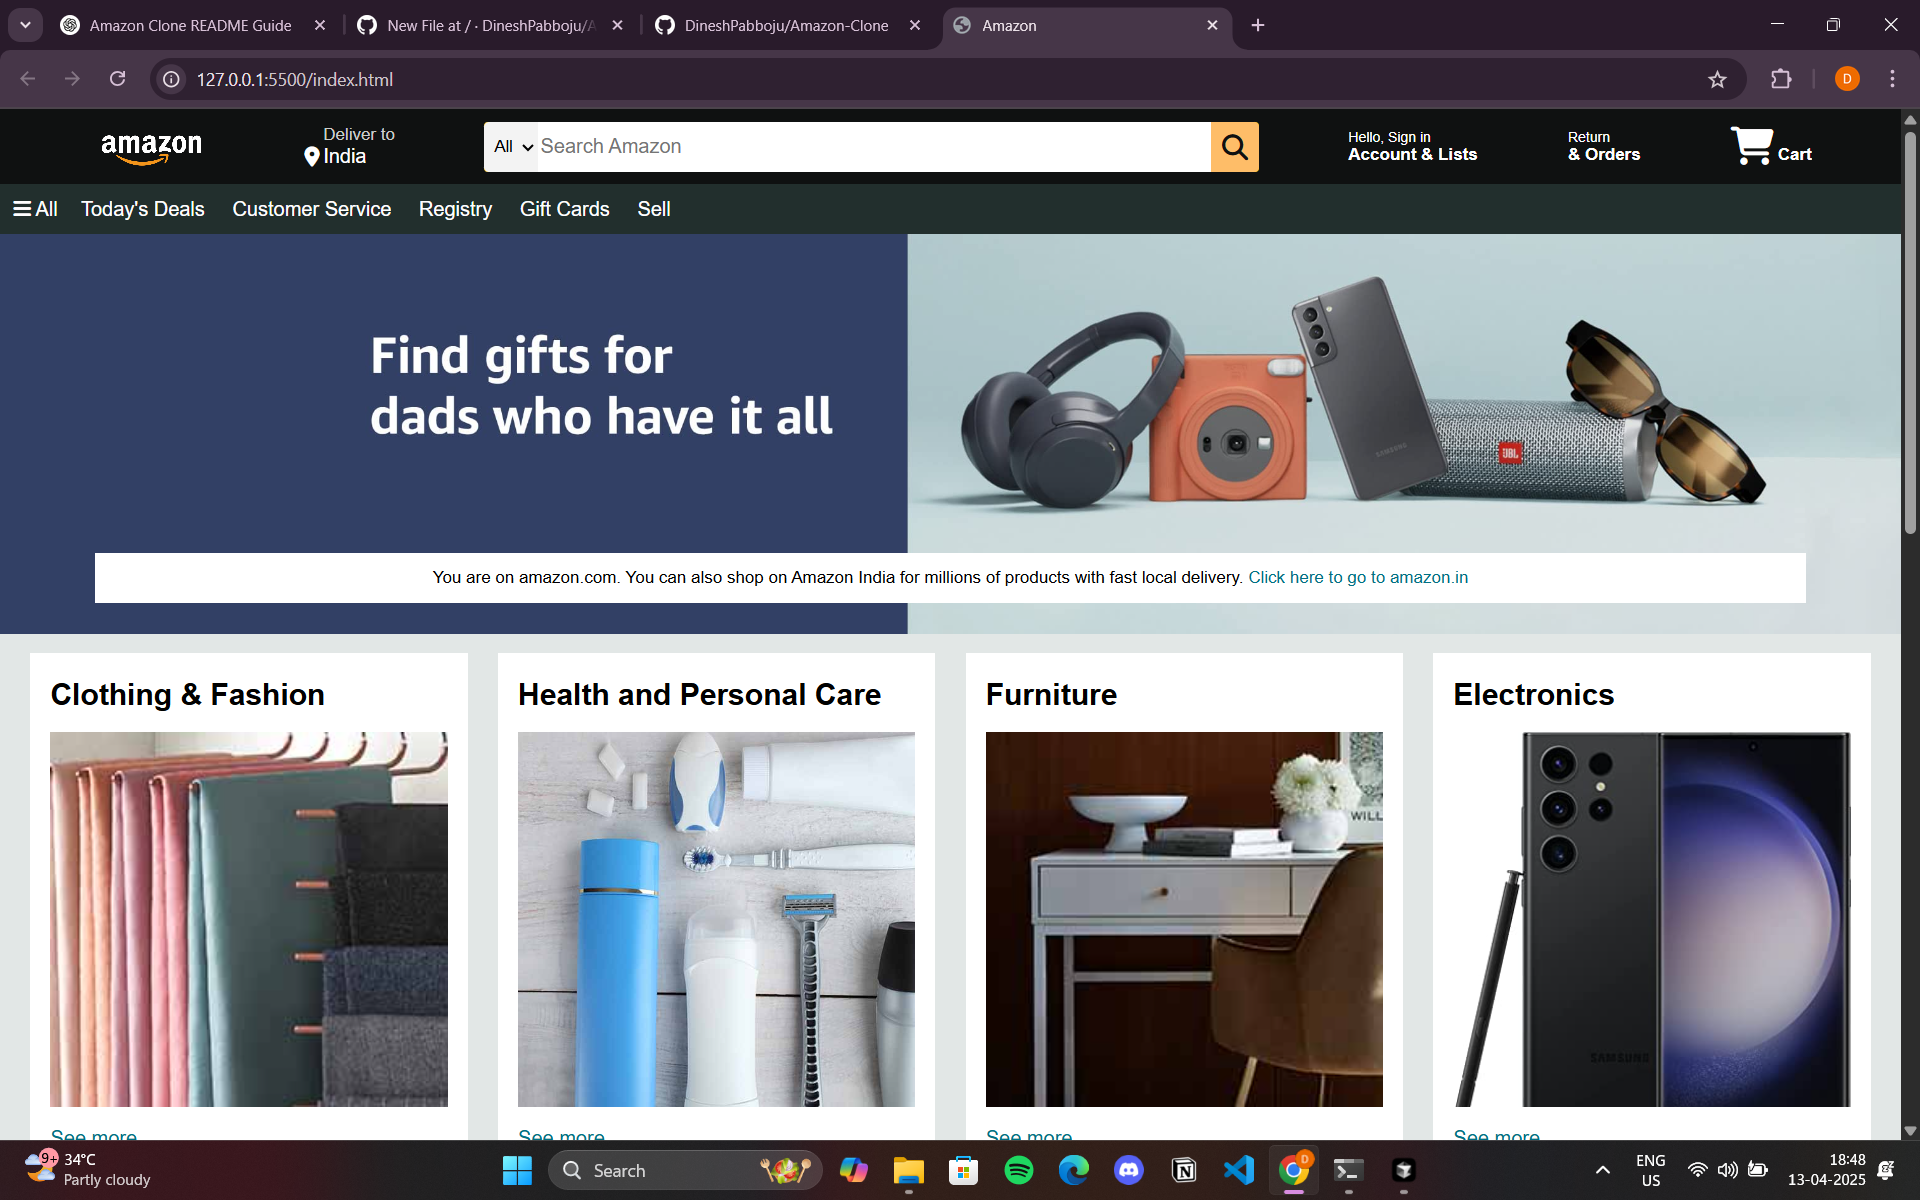 Amazon Clone README Guide
New File at / · DineshPabboju/A
DineshPabboju/Amazon-Clone
Amazon
127.0.0.1:5500/index.html
D
amazon
Deliver to
India
All
Search Amazon
Hello, Sign in
Account & Lists
Return
& Orders
Cart
All
Today's Deals
Customer Service
Registry
Gift Cards
Sell
Find gifts for
dads who have it all
SAMSUNG
JBL
You are on amazon.com. You can also shop on Amazon India for millions of products with fast local delivery. Click here to go to amazon.in
Clothing & Fashion
Health and Personal Care
Furniture
Electronics
WILL
SAMSUNG
See more
See more
See more
See more
9+
34°C
Partly cloudy
Search
D
ENG
US
18:48
13-04-2025